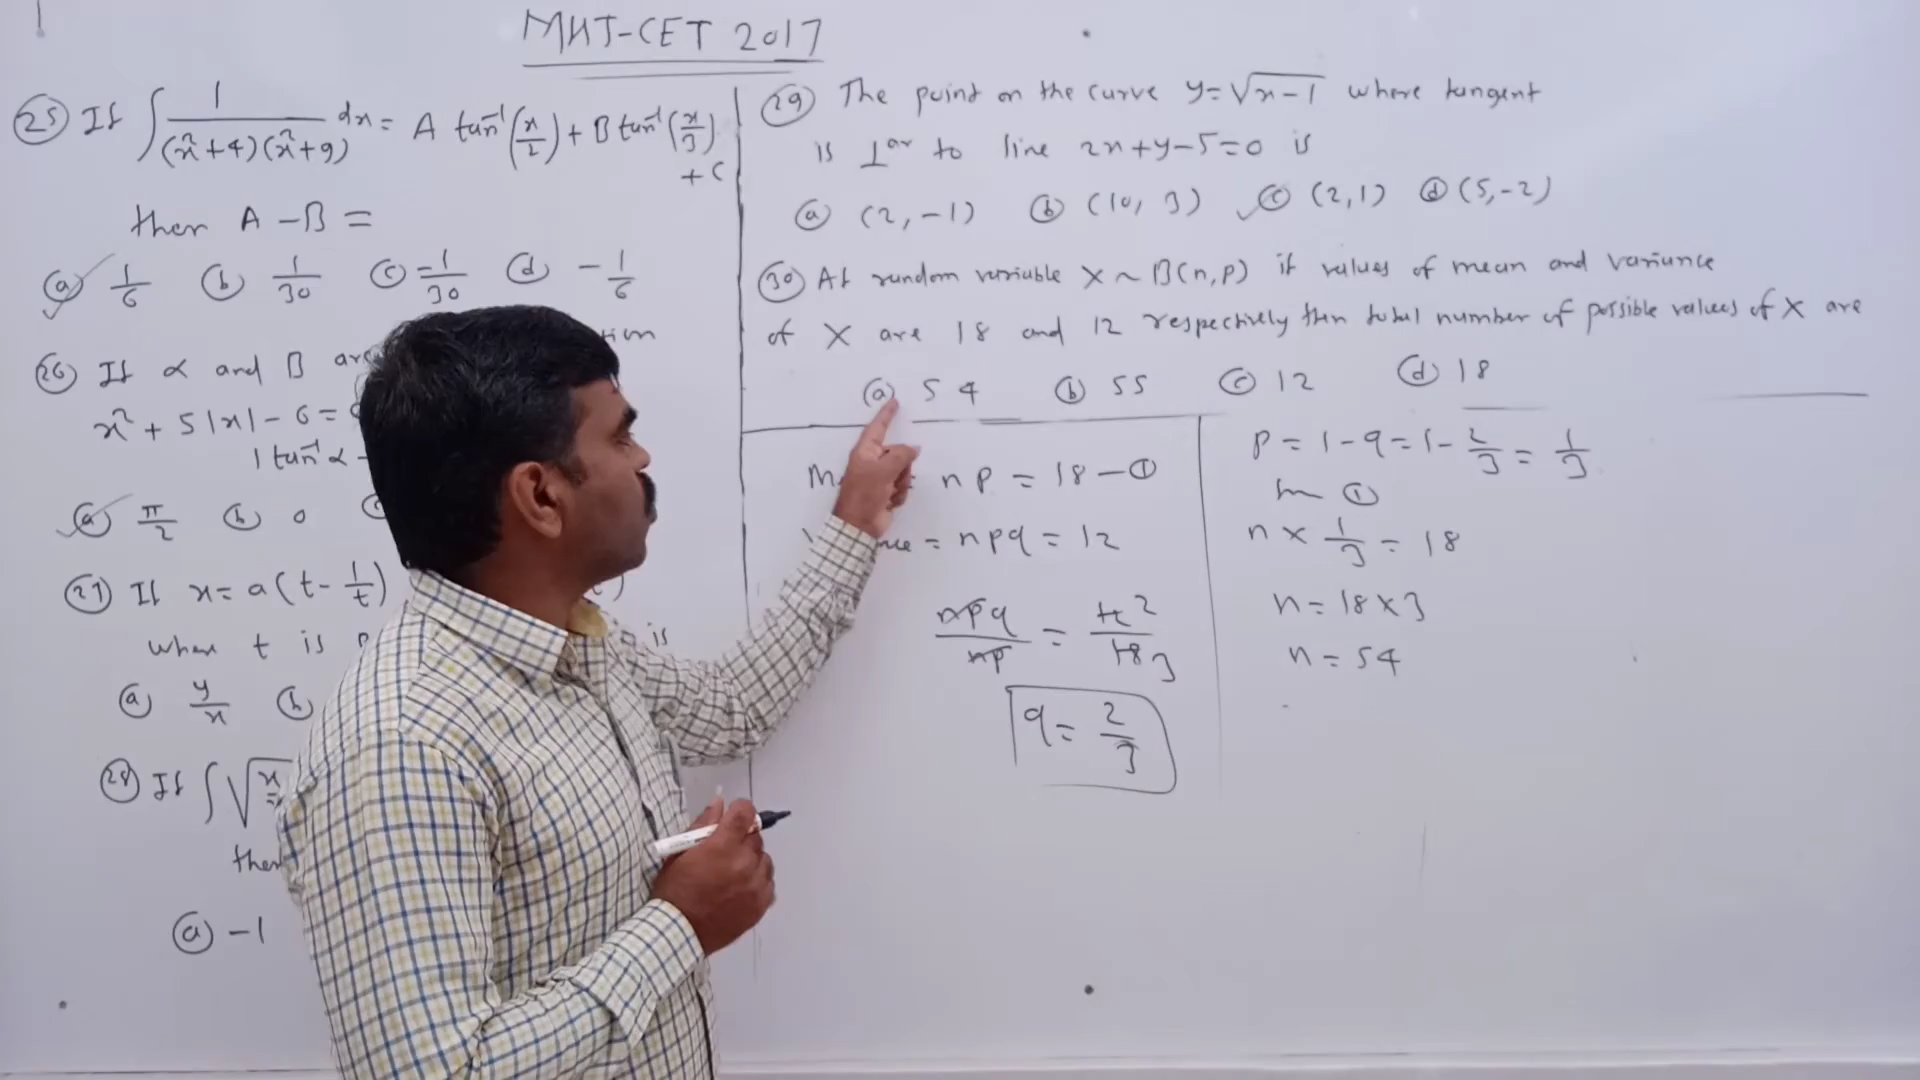 MHT-CET 2017
25 If ∫ 1/((x²+4)(x²+9)) dx = A tan⁻¹(x/2) + B tan⁻¹(x/3)
+ C
then A - B =
a 1/6 b 1/30 c -1/30 d -1/6
26 If α and β are
x² + 5|x| - 6 =
| tan⁻¹ α -
a π/2 b 0
27 If x = a(t - 1/t)
where t is is
a y/x b
28 If ∫ √x
then
a -1
29 The point on the curve y = √x-1 where tangent
is ⊥ar to line 2x+y-5=0 is
a (2,-1) b (10, 3) c (2,1) d (5,-2)
30 At random variable X ~ B(n,p) if values of mean and variance
of X are 18 and 12 respectively then total number of possible values of X are
a 54 b 55 c 12 d 18
= np = 18 - ①
= npq = 12
npq/np = 12 2/18 3
q = 2/3
p = 1-q = 1 - 2/3 = 1/3
①
n × 1/3 = 18
n = 18×3
n = 54